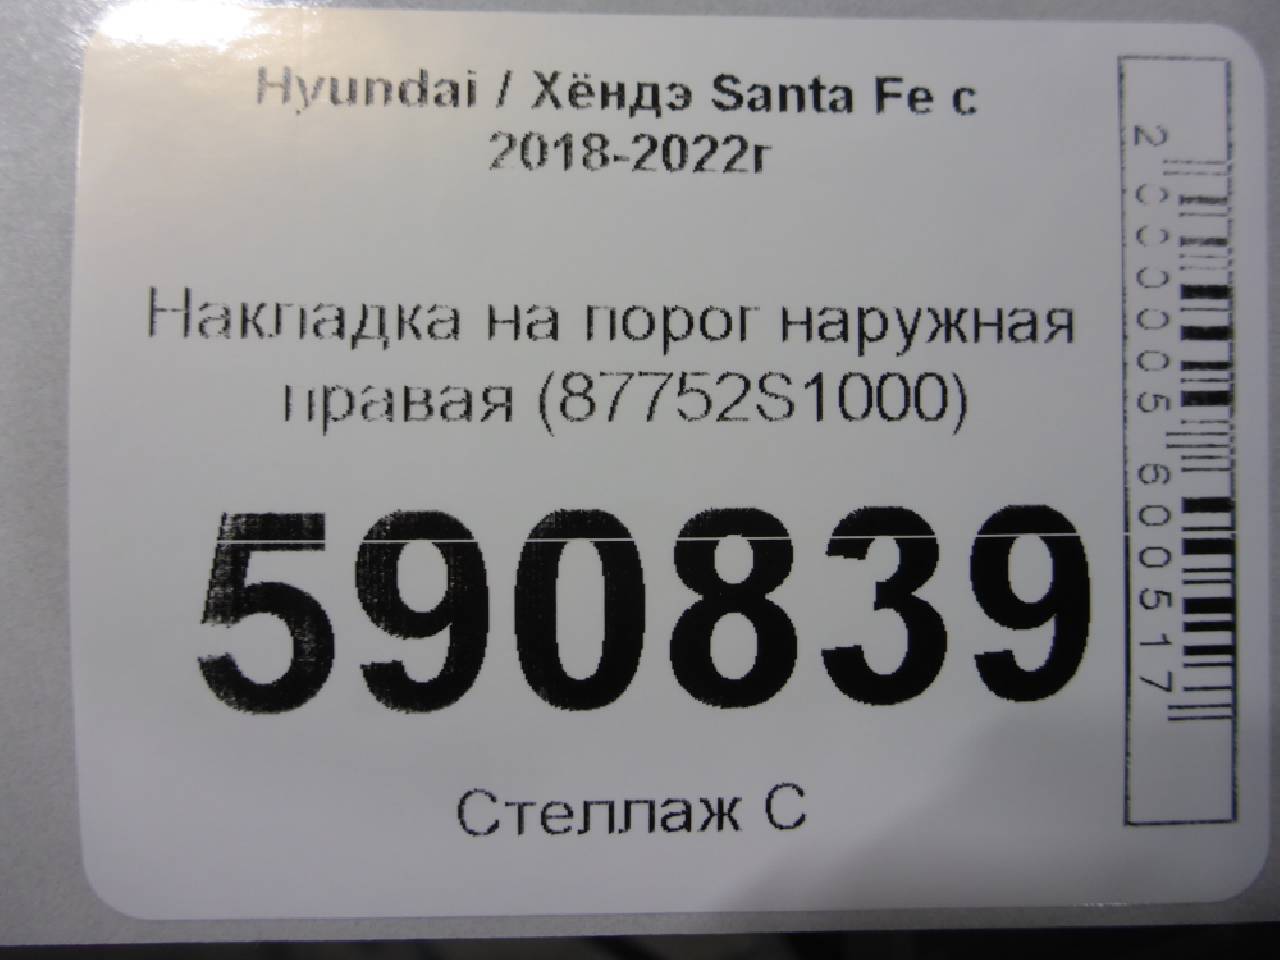 Hyundai / Хёндэ Santa Fe с
2018-2022г
Накладка на порог наружная
правая (87752S1000)
590839
Стеллаж С
2000005600517